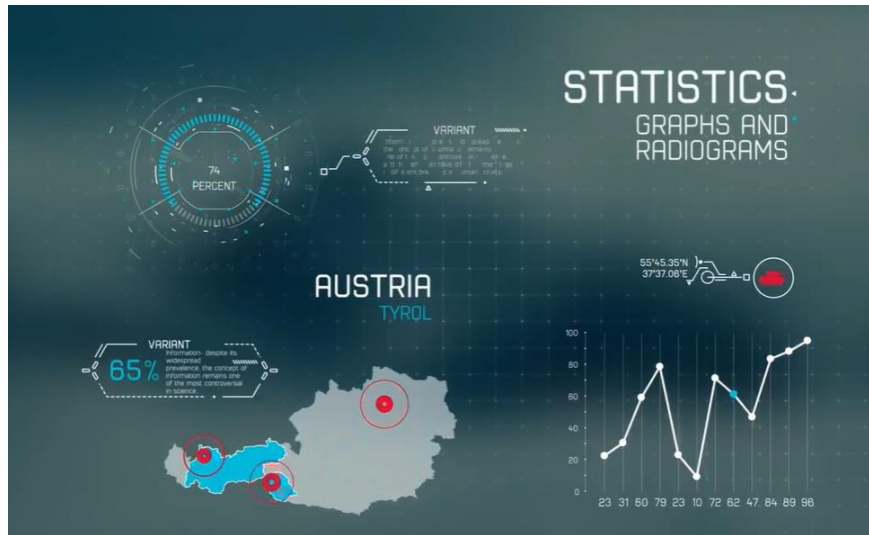 STATISTICS
GRAPHS AND
RADIOGRAMS
74
PERCENT
VARIANT
55°45.35"N
37°37.06"E
AUSTRIA
TYROL
VARIANT
65%
Information- despite its
widespread
prevalence, the concept of
information remains one
of the most controversial
in science
100
80
60
40
20
0
23 31 60 79 23 10 72 62 47 84 89 96